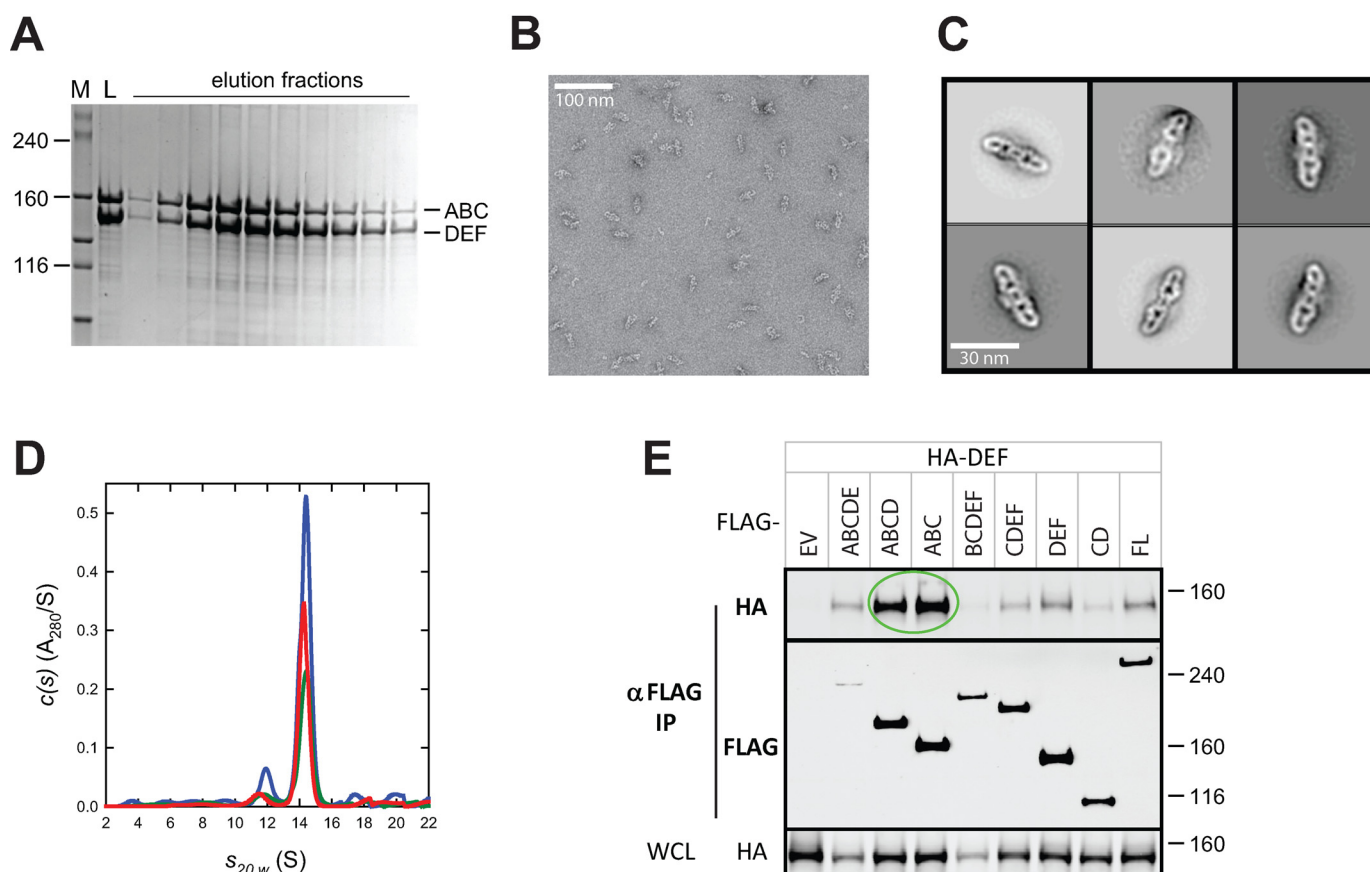 A
M L elution fractions
240
160
116
ABC
DEF
B
100 nm
C
30 nm
D
c(s) (A280/S)
0.5
0.4
0.3
0.2
0.1
0.0
2 4 6 8 10 12 14 16 18 20 22
s20,w (S)
E
HA-DEF
FLAG-
EV
ABCDE
ABCD
ABC
BCDEF
CDEF
DEF
CD
FL
HA
160
α FLAG
IP
FLAG
240
160
116
WCL HA
160